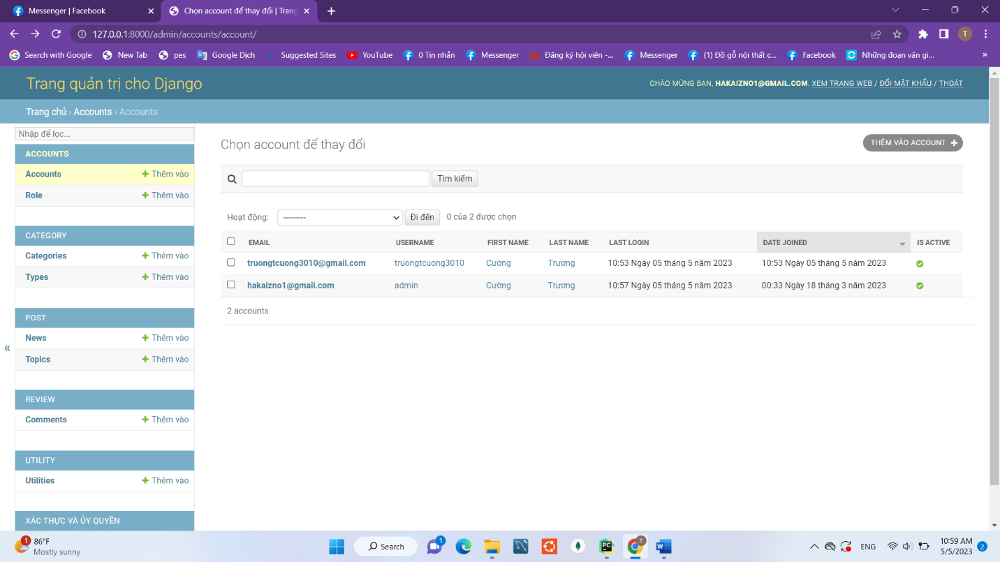 Messenger | Facebook
Chọn account để thay đổi | Trang
127.0.0.1:8000/admin/accounts/account/
T
Search with Google
New Tab
pes
Google Dịch
Suggested Sites
YouTube
0 Tin nhắn
Messenger
Đăng ký hội viên -...
Messenger
(1) Đồ gỗ nội thất c...
Facebook
Những đoạn văn gi...
»
Trang quản trị cho Django
CHÀO MỪNG BẠN, HAKAIZNO1@GMAIL.COM. XEM TRANG WEB / ĐỔI MẬT KHẨU / THOÁT
Trang chủ › Accounts › Accounts
Nhập để lọc...
ACCOUNTS
Accounts + Thêm vào
Role + Thêm vào
CATEGORY
Categories + Thêm vào
Types + Thêm vào
POST
News + Thêm vào
Topics + Thêm vào
REVIEW
Comments + Thêm vào
UTILITY
Utilities + Thêm vào
XÁC THỰC VÀ ỦY QUYỀN
«
Chọn account để thay đổi
THÊM VÀO ACCOUNT +
Tìm kiếm
Hoạt động: --------- Đi đến 0 của 2 được chọn
EMAIL USERNAME FIRST NAME LAST NAME LAST LOGIN DATE JOINED IS ACTIVE
truongtcuong3010@gmail.com truongtcuong3010 Cường Trương 10:53 Ngày 05 tháng 5 năm 2023 10:53 Ngày 05 tháng 5 năm 2023
hakaizno1@gmail.com admin Cường Trương 10:57 Ngày 05 tháng 5 năm 2023 00:33 Ngày 18 tháng 3 năm 2023
2 accounts
1
86°F
Mostly sunny
Search
1
PC
T
W
ENG
10:59 AM
5/5/2023
2